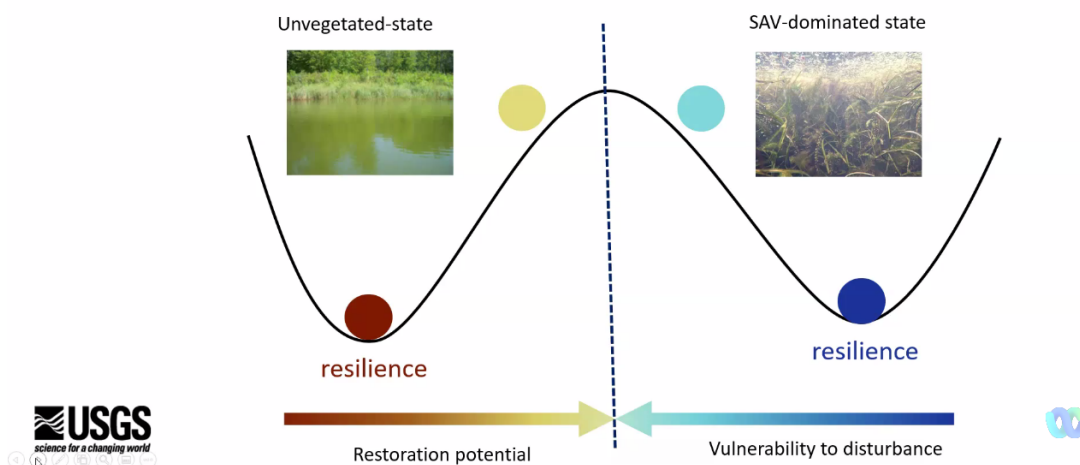 Unvegetated-state
SAV-dominated state
resilience
resilience
Restoration potential
Vulnerability to disturbance
USGS
science for a changing world